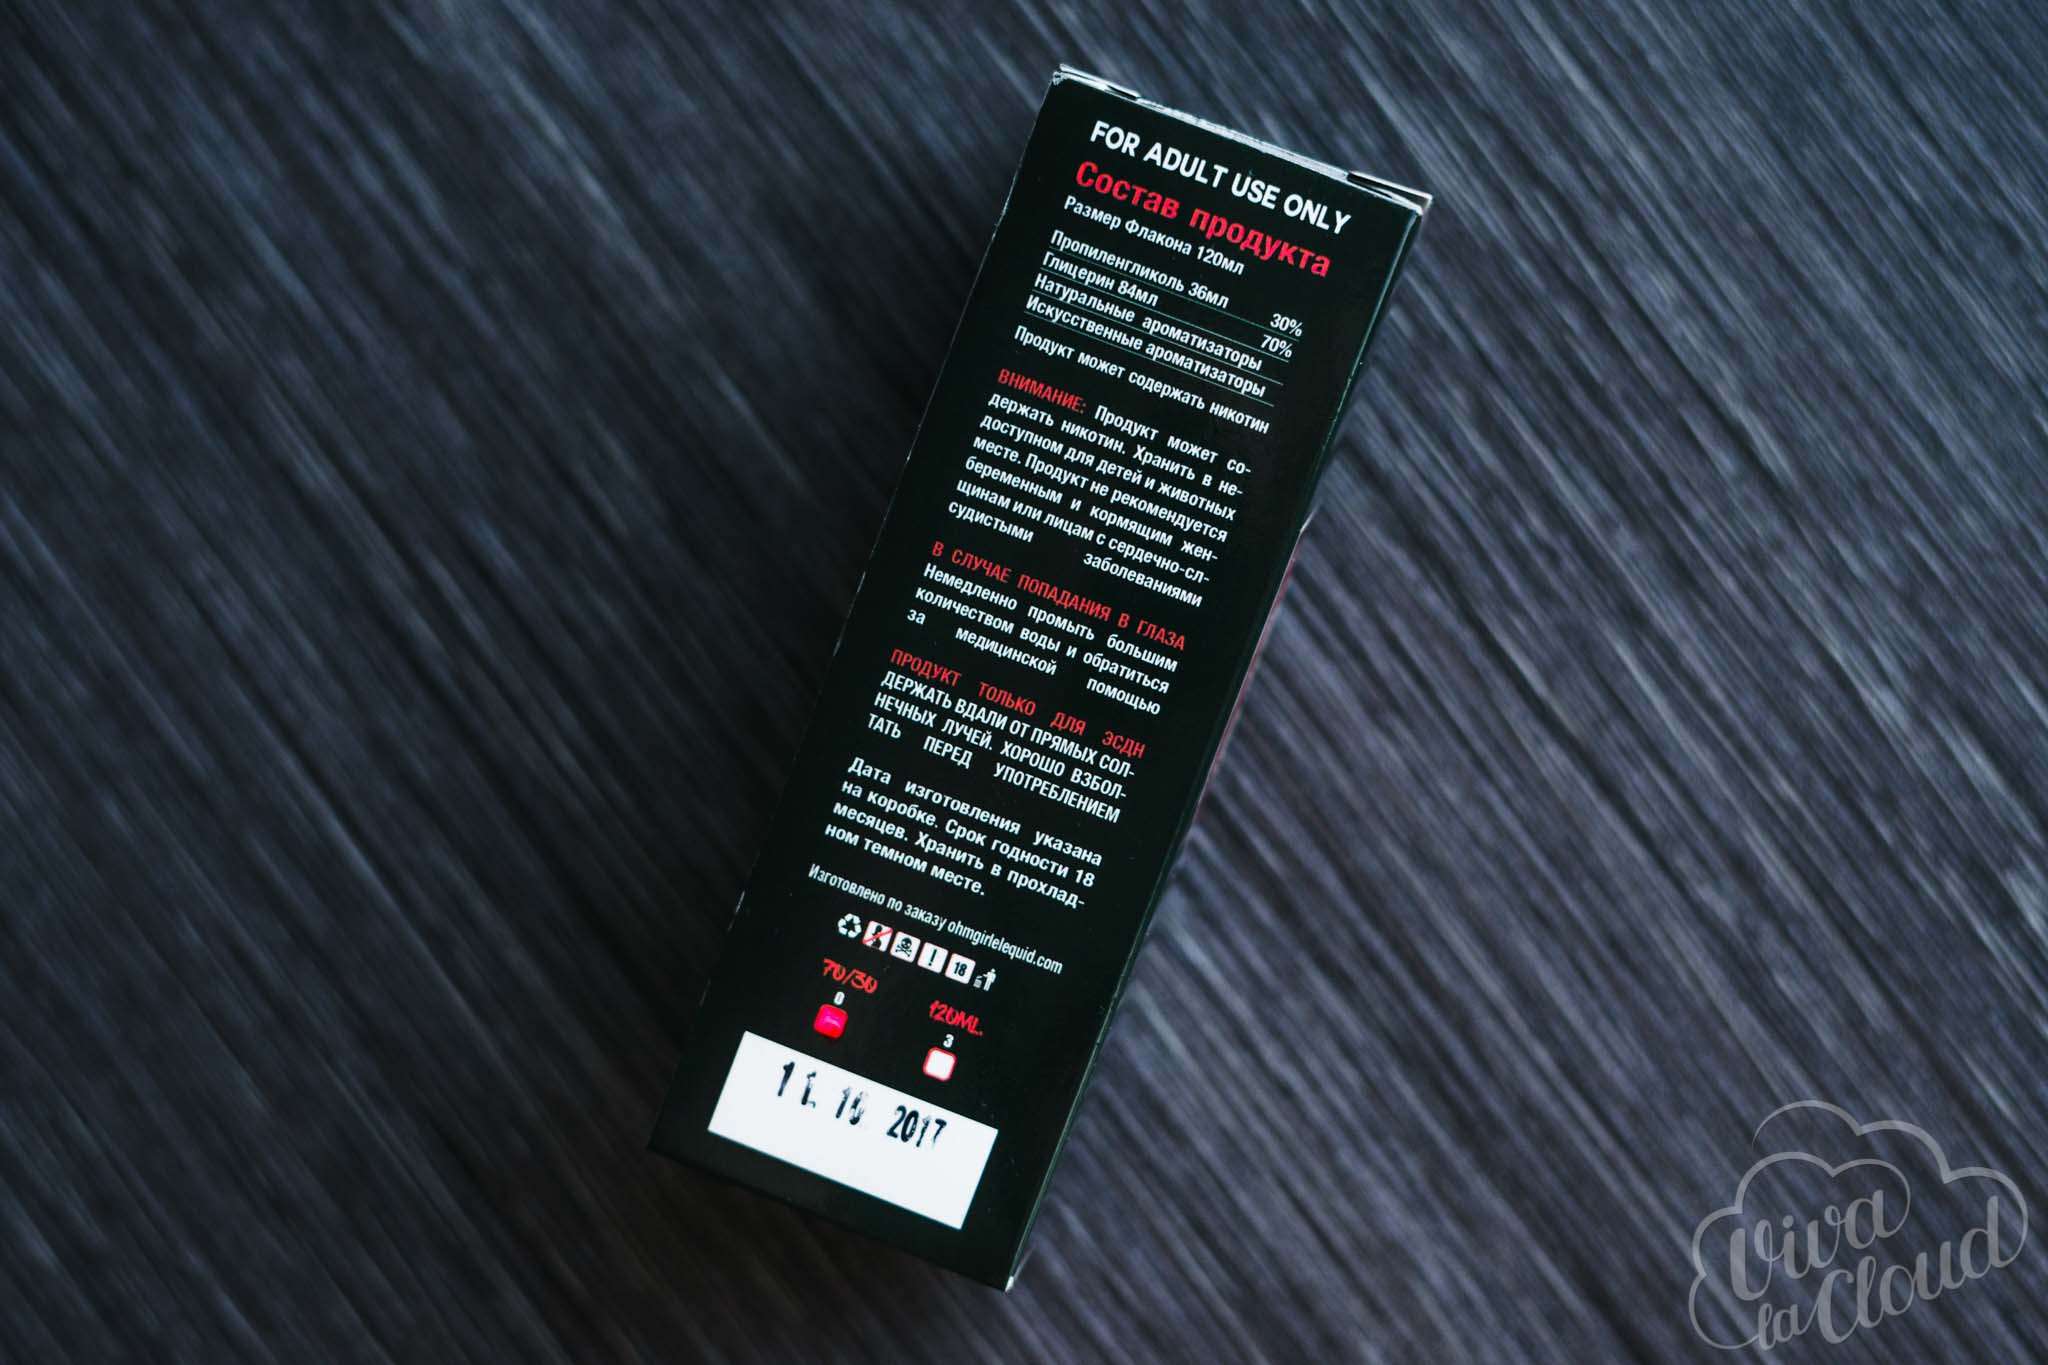 FOR ADULT USE ONLY
Состав продукта
Размер Флакона 120мл
Пропиленгликоль 36мл 30%
Глицерин 84мл 70%
Натуральные ароматизаторы
Искусственные ароматизаторы
Продукт может содержать никотин
ВНИМАНИЕ: Продукт может со-
держать никотин. Хранить в не-
доступном для детей и животных
месте. Продукт не рекомендуется
беременным и кормящим жен-
щинам или лицам с сердечно-сл-
судистыми заболеваниями
В СЛУЧАЕ ПОПАДАНИЯ В ГЛАЗА
Немедленно промыть большим
количеством воды и обратиться
за медицинской помощью
ПРОДУКТ ТОЛЬКО ДЛЯ ЭСДН
ДЕРЖАТЬ ВДАЛИ ОТ ПРЯМЫХ СОЛ-
НЕЧНЫХ ЛУЧЕЙ. ХОРОШО ВЗБОЛ-
ТАТЬ ПЕРЕД УПОТРЕБЛЕНИЕМ
Дата изготовления указана
на коробке. Срок годности 18
месяцев. Хранить в прохлад-
ном темном месте.
Изготовлено по заказу ohmgirlelequid.com
18
70/30 120ML
0 3
2017
Viva
la Cloud